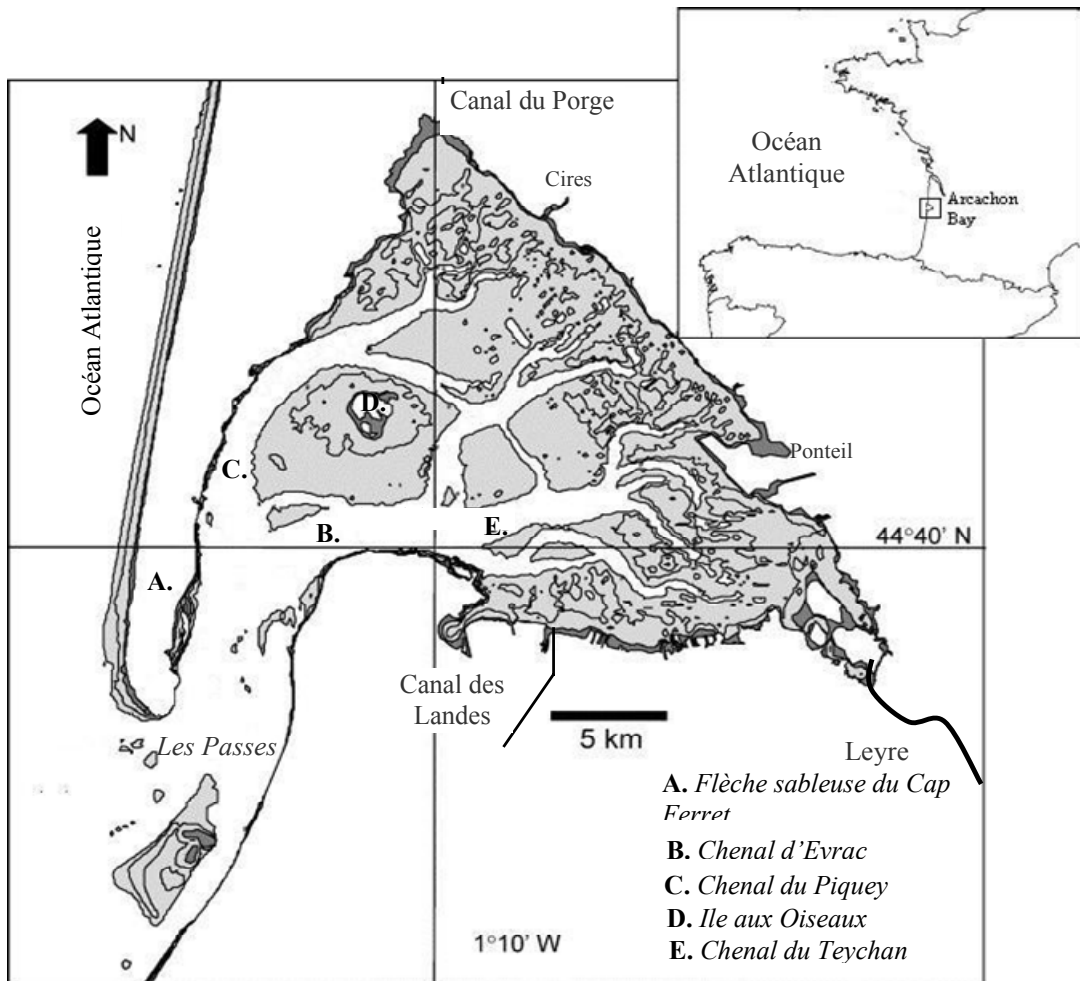 Canal du Porge
N
Cires
Océan
Atlantique
Arcachon
Bay
Océan Atlantique
D.
C.
Ponteil
B.
E.
44°40' N
A.
Canal des
Landes
5 km
Les Passes
Leyre
A. Flèche sableuse du Cap
Ferret
B. Chenal d’Evrac
C. Chenal du Piquey
D. Ile aux Oiseaux
E. Chenal du Teychan
1°10' W